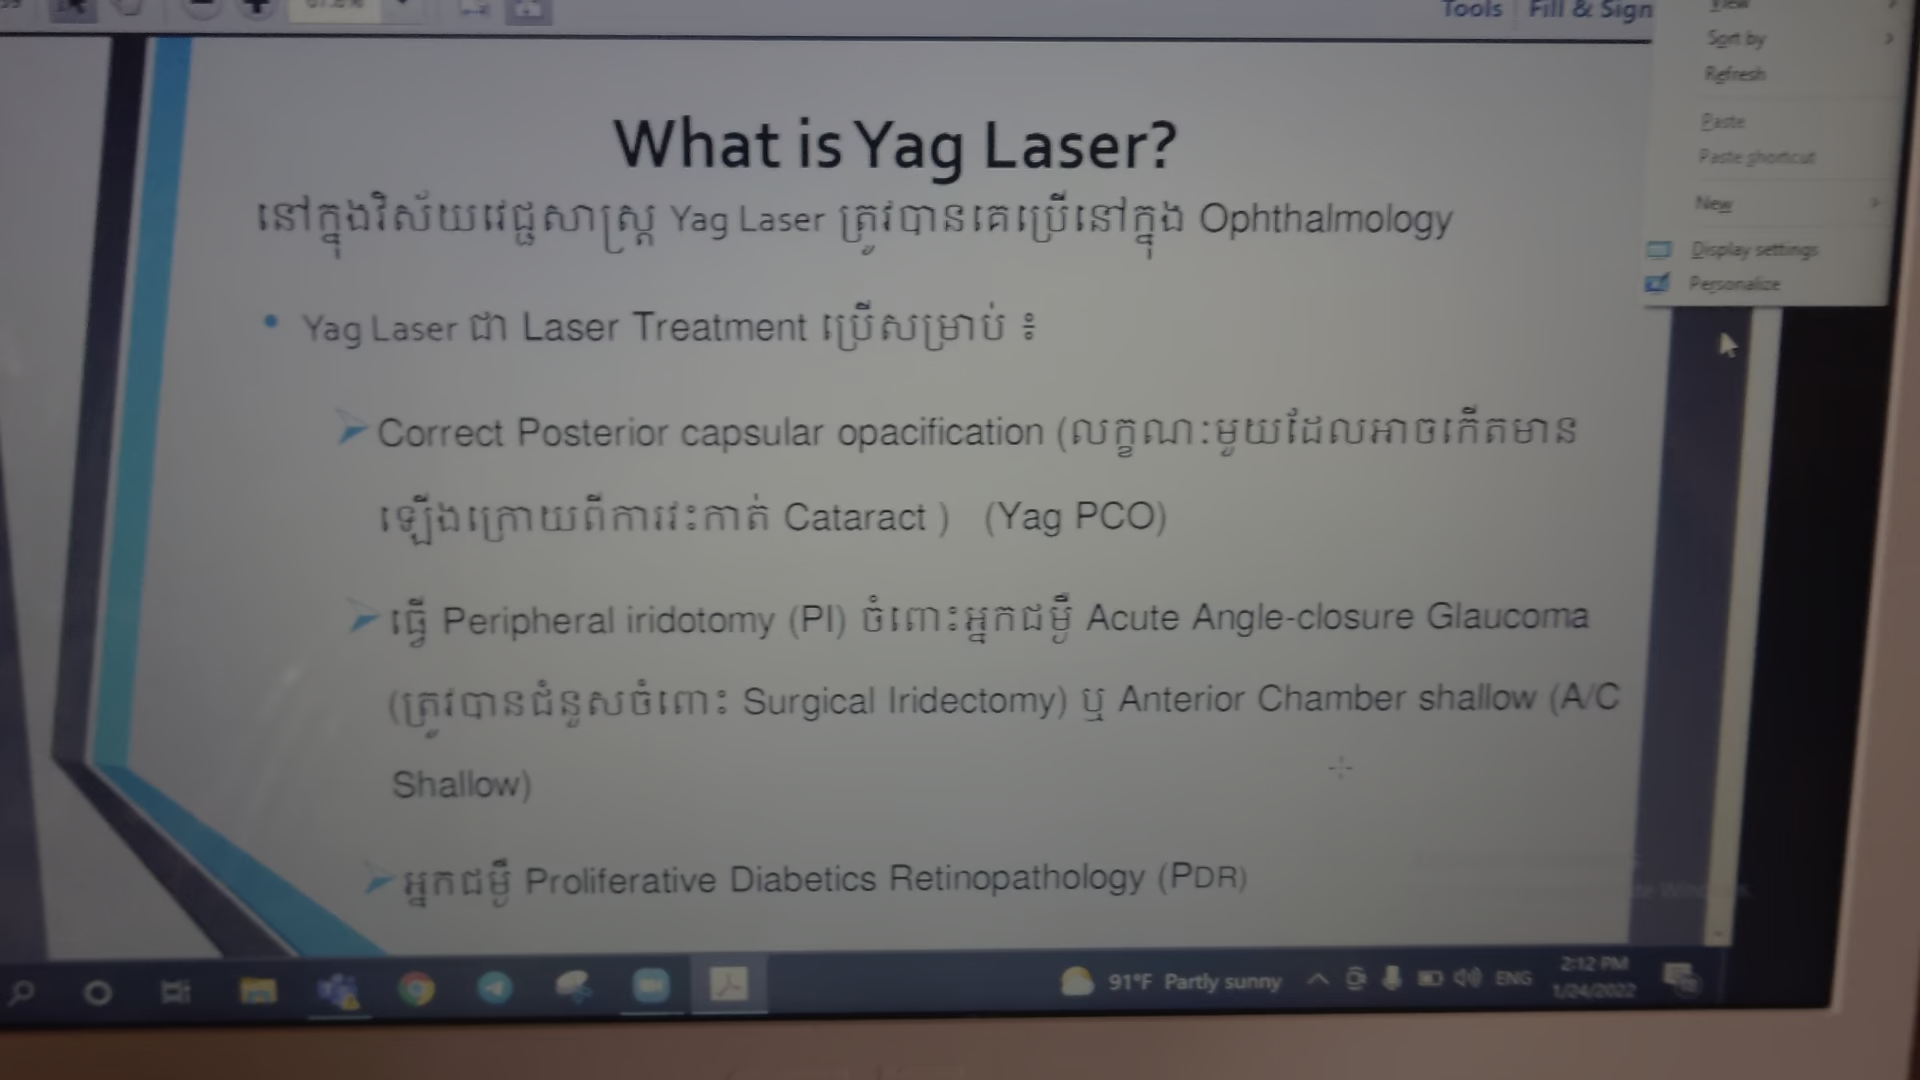 Tools Fill & Sign
View
Sort by
Refresh
Paste
Paste shortcut
New
Display settings
Personalize
What is Yag Laser?
នៅក្នុងវិស័យវេជ្ជសាស្ត្រ Yag Laser ត្រូវបានគេប្រើនៅក្នុង Ophthalmology
• Yag Laser ជា Laser Treatment ប្រើសម្រាប់ ៖
➢ Correct Posterior capsular opacification (លក្ខណៈមួយដែលអាចកើតមាន
ឡើងក្រោយពីការវះកាត់ Cataract ) (Yag PCO)
➢ ធ្វើ Peripheral iridotomy (PI) ចំពោះអ្នកជម្ងឺ Acute Angle-closure Glaucoma
(ត្រូវបានជំនួសចំពោះ Surgical Iridectomy) ឬ Anterior Chamber shallow (A/C
Shallow)
➢ អ្នកជម្ងឺ Proliferative Diabetics Retinopathology (PDR)
91°F Partly sunny
ENG
2:12 PM
1/24/2022